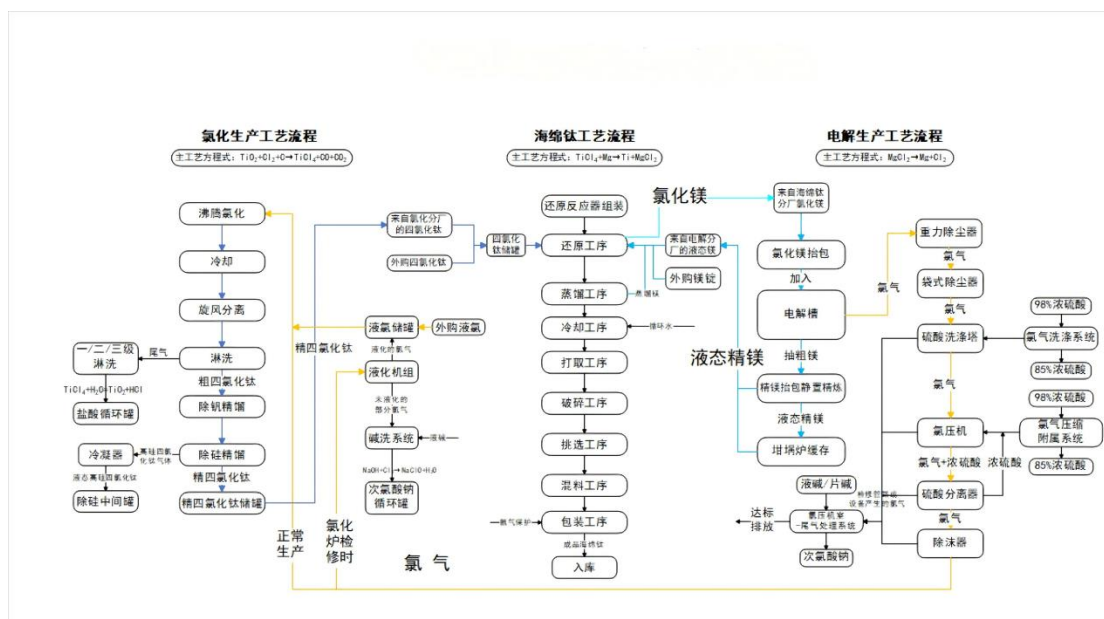 氯化生产工艺流程
主工艺方程式：TiO₂+Cl₂+C→TiCl₄+CO+CO₂
沸腾氯化
冷却
旋风分离
淋洗
尾气
一/二/三级
淋洗
TiCl₄+H₂O=TiO₂+HCl
盐酸循环罐
粗四氯化钛
除钒精馏
除硅精馏
高硅四氯
化钛气体
冷凝器
液态高硅四氯化钛
除硅中间罐
精四氯化钛
精四氯化钛储罐
精四氯化钛
正常
生产
氯化
炉检
修时
氯 气
海绵钛工艺流程
主工艺方程式：TiCl₄+Mg→Ti+MgCl₂
来自氯化分厂
的四氯化钛
外购四氯化钛
四氯化
钛储罐
液氯储罐
外购液氯
液化的氯气
液化机组
未液化的
部分氯气
碱洗系统
液碱
NaOH+Cl→NaClO+H₂O
次氯酸钠
循环罐
还原反应器组装
还原工序
蒸馏工序
蒸馏镁
冷却工序
循环水
打取工序
破碎工序
挑选工序
混料工序
包装工序
氩气保护
成品海绵钛
入库
氯化镁
来自电解分
厂的液态镁
外购镁锭
液态精镁
电解生产工艺流程
主工艺方程式：MgCl₂→Mg+Cl₂
来自海绵钛
分厂氯化镁
氯化镁抬包
加入
电解槽
抽粗镁
精镁抬包静置精炼
液态精镁
坩埚炉缓存
氯气
重力除尘器
氯气
袋式除尘器
氯气
硫酸洗涤塔
98%浓硫酸
氯气洗涤系统
85%浓硫酸
氯气
氯压机
98%浓硫酸
氯气压缩
附属系统
85%浓硫酸
氯气+浓硫酸
浓硫酸
硫酸分离器
氯气
除沫器
液碱/片碱
设备产生的氯气
氯压机室
-尾气处理系统
达标
排放
次氯酸钠